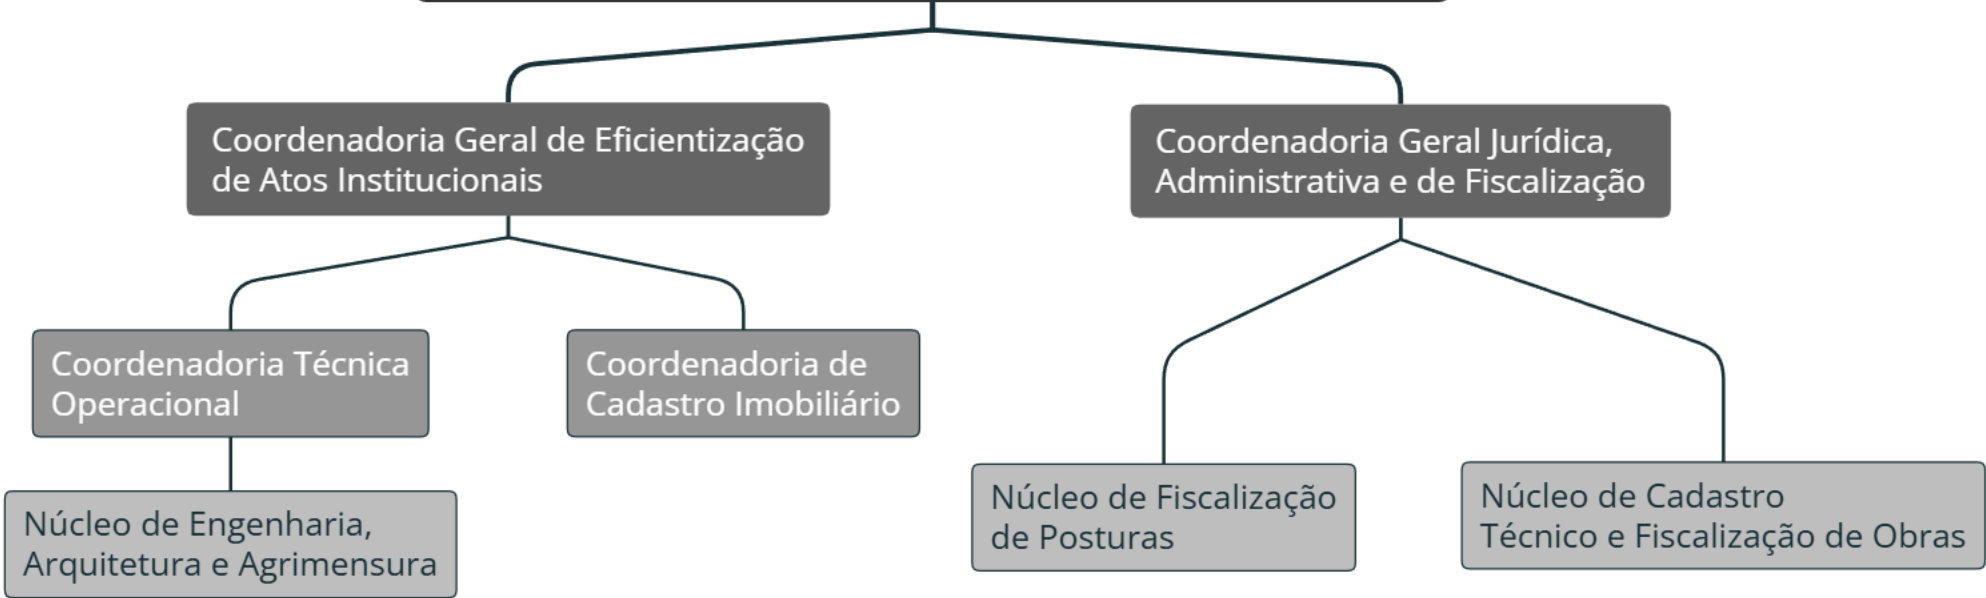 Coordenadoria Geral de Eficientização
de Atos Institucionais
Coordenadoria Geral Jurídica,
Administrativa e de Fiscalização
Coordenadoria Técnica
Operacional
Coordenadoria de
Cadastro Imobiliário
Núcleo de Engenharia,
Arquitetura e Agrimensura
Núcleo de Fiscalização
de Posturas
Núcleo de Cadastro
Técnico e Fiscalização de Obras